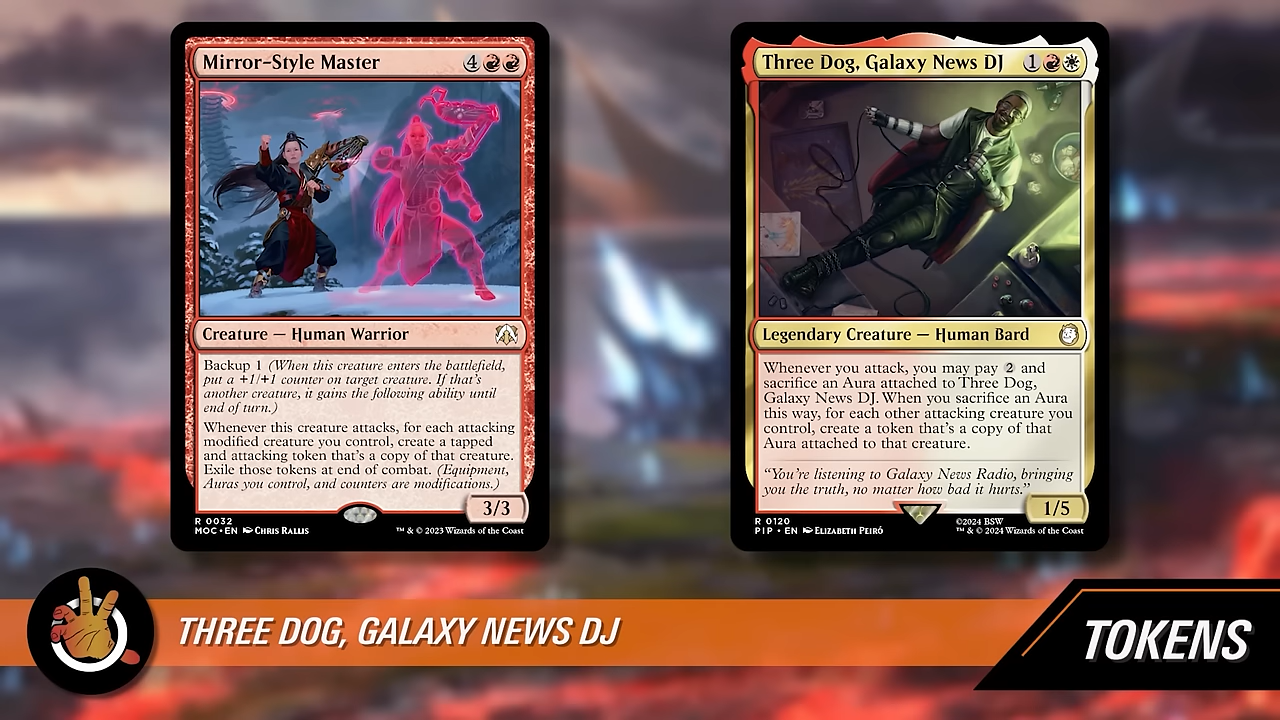 Mirror-Style Master 4
Creature — Human Warrior
Backup 1 (When this creature enters the battlefield,
put a +1/+1 counter on target creature. If that's
another creature, it gains the following ability until
end of turn.)
Whenever this creature attacks, for each attacking
modified creature you control, create a tapped
and attacking token that's a copy of that creature.
Exile those tokens at end of combat. (Equipment,
Auras you control, and counters are modifications.)
3/3
R 0032
MOC • EN Chris Rallis
™ & © 2023 Wizards of the Coast
Three Dog, Galaxy News DJ 1
Legendary Creature — Human Bard
Whenever you attack, you may pay 2 and
sacrifice an Aura attached to Three Dog,
Galaxy News DJ. When you sacrifice an Aura
this way, for each other attacking creature you
control, create a token that's a copy of that
Aura attached to that creature.
"You're listening to Galaxy News Radio, bringing
you the truth, no matter how bad it hurts."
1/5
R 0120
PIP • EN Elizabeth Peiró
©2024 BSW
™ & © 2024 Wizards of the Coast
THREE DOG, GALAXY NEWS DJ
TOKENS